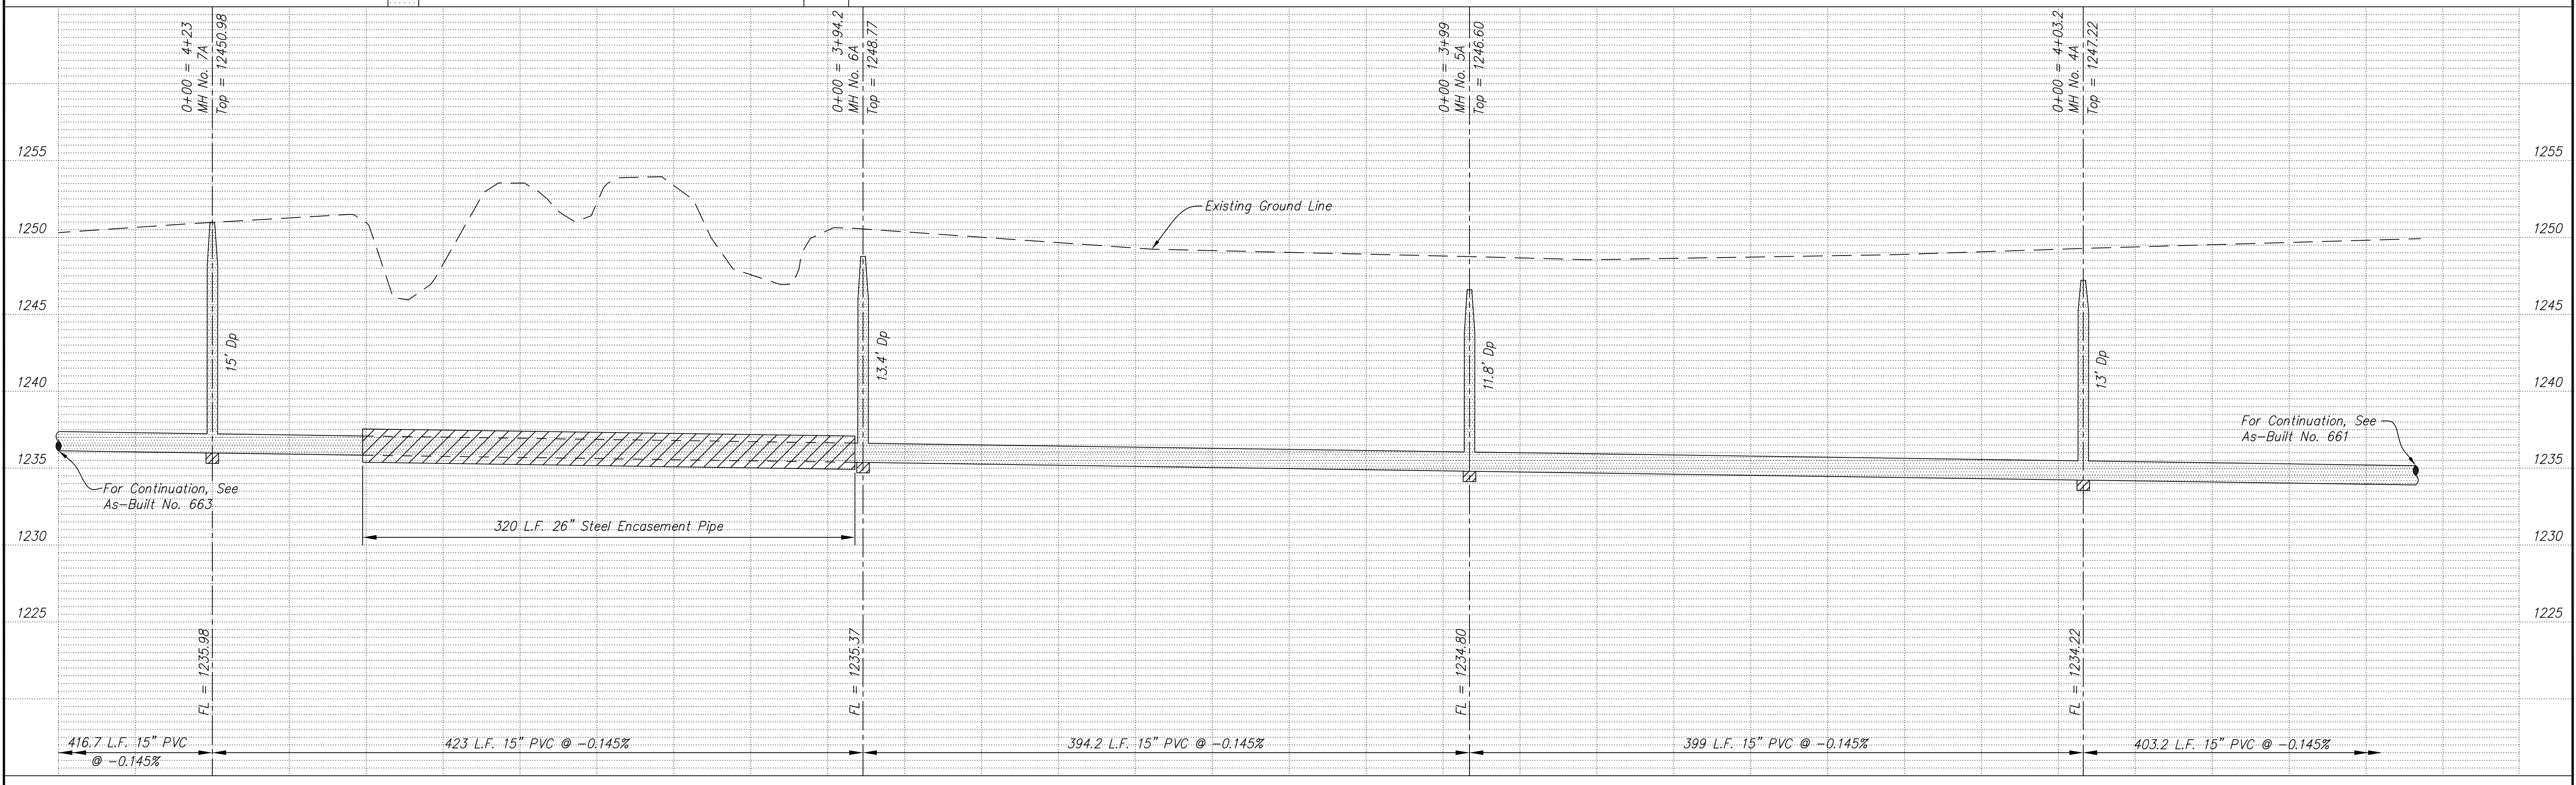 0+00 = 4+23
MH No. 7A
Top = 12450.98
0+00 = 3+94.2
MH No. 6A
Top = 1248.77
0+00 = 3+99
MH No. 5A
Top = 1246.60
0+00 = 4+03.2
MH No. 4A
Top = 1247.22
1255
1255
Existing Ground Line
1250
1250
1245
1245
15' Dp
13.4' Dp
11.8' Dp
13' Dp
1240
1240
For Continuation, See
As-Built No. 661
1235
1235
For Continuation, See
As-Built No. 663
320 L.F. 26" Steel Encasement Pipe
1230
1230
1225
1225
FL = 1235.98
FL = 1235.37
FL = 1234.80
FL = 1234.22
416.7 L.F. 15" PVC
@ -0.145%
423 L.F. 15" PVC @ -0.145%
394.2 L.F. 15" PVC @ -0.145%
399 L.F. 15" PVC @ -0.145%
403.2 L.F. 15" PVC @ -0.145%